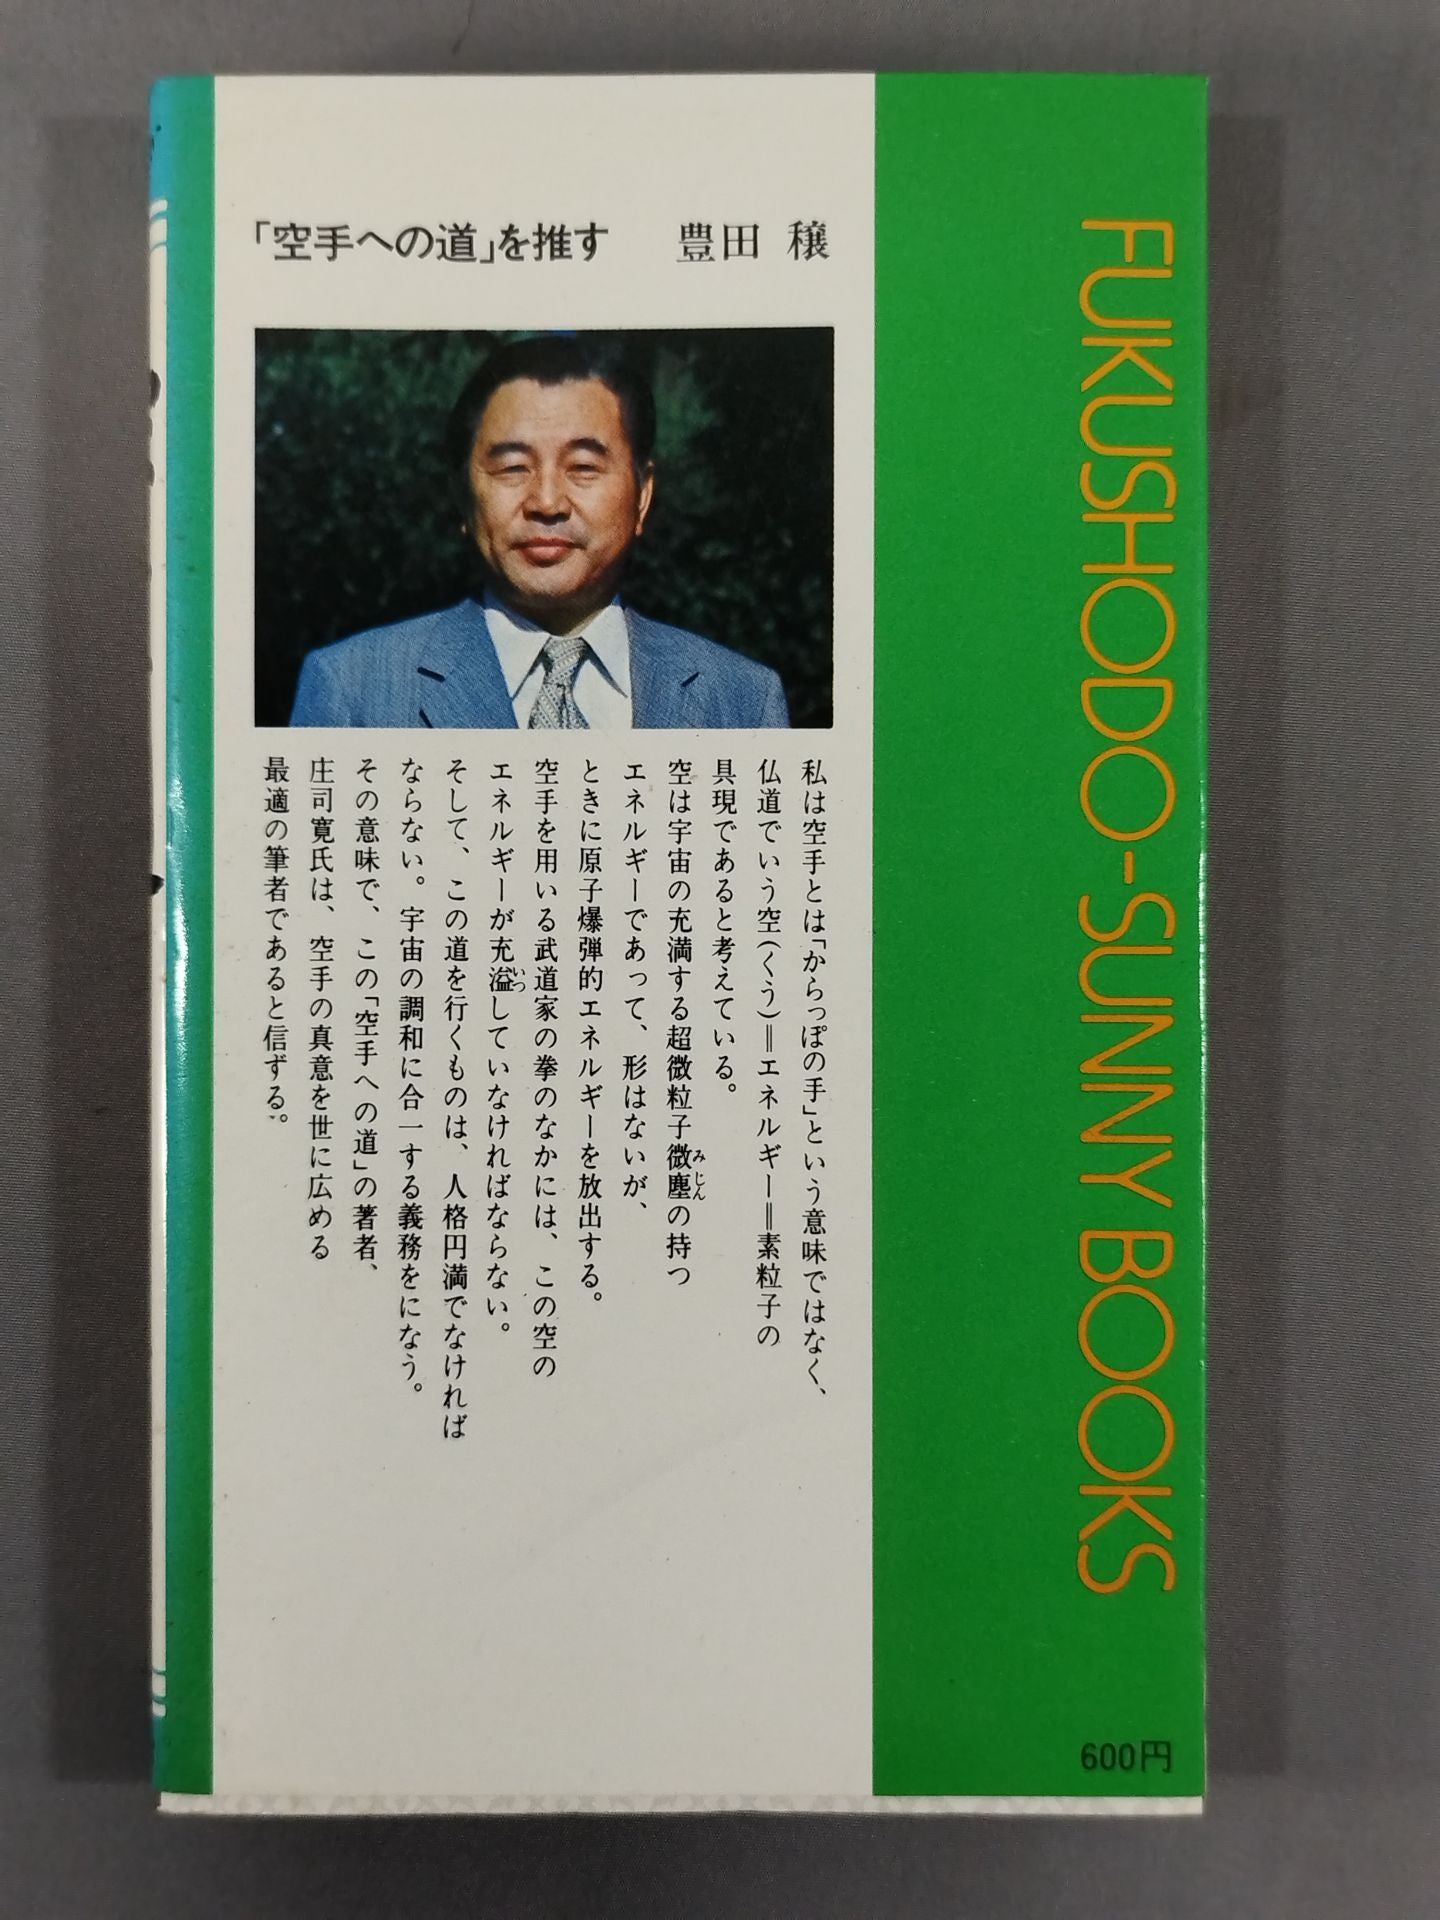 「空手への道」を推す 豊田 穣
私は空手とは「からっぽの手」という意味ではなく、
仏道でいう空(くう)=エネルギー=素粒子の
具現であると考えている。
空は宇宙の充満する超微粒子微塵の持つ
みじん
エネルギーであって、形はないが、
ときに原子爆弾的エネルギーを放出する。
空手を用いる武道家の拳のなかには、この空の
エネルギーが充溢していなければならない。
いつ
そして、この道を行くものは、人格円満でなければ
ならない。宇宙の調和に合一する義務をになう。
その意味で、この「空手への道」の著者、
庄司寛氏は、空手の真意を世に広める
最適の筆者であると信ずる。
FUKUSHODO-SUNNY BOOKS
600円